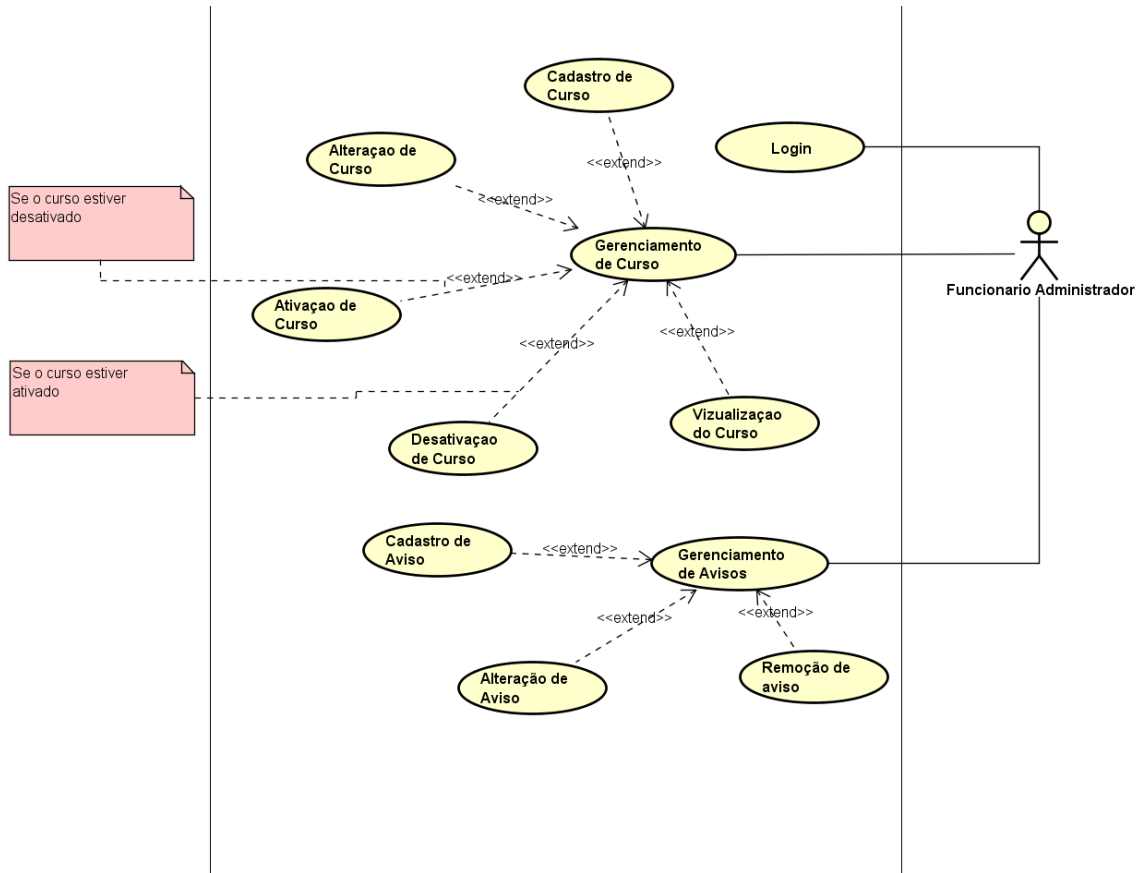 Cadastro de
Curso
Alteraçao de
Curso
<<extend>>
Login
<<extend>>
Se o curso estiver
desativado
Gerenciamento
de Curso
Funcionario Administrador
<<extend>>
Ativaçao de
Curso
<<extend>>
<<extend>>
Se o curso estiver
ativado
Vizualizaçao
do Curso
Desativaçao
de Curso
Cadastro de
Aviso
<<extend>>
Gerenciamento
de Avisos
<<extend>>
<<extend>>
Alteração de
Aviso
Remoção de
aviso